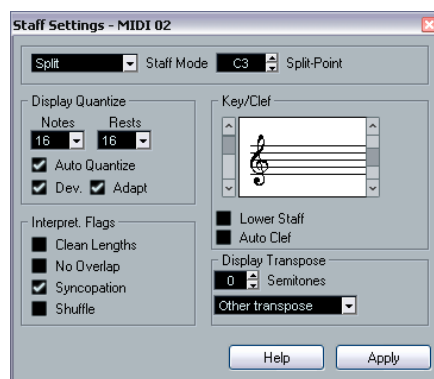 Staff Settings - MIDI 02
Split Staff Mode C3 Split-Point
Display Quantize
Notes Rests
16 16
Auto Quantize
Dev. Adapt
Interpret. Flags
Clean Lengths
No Overlap
Syncopation
Shuffle
Key/Clef
Lower Staff
Auto Clef
Display Transpose
0 Semitones
Other transpose
Help Apply